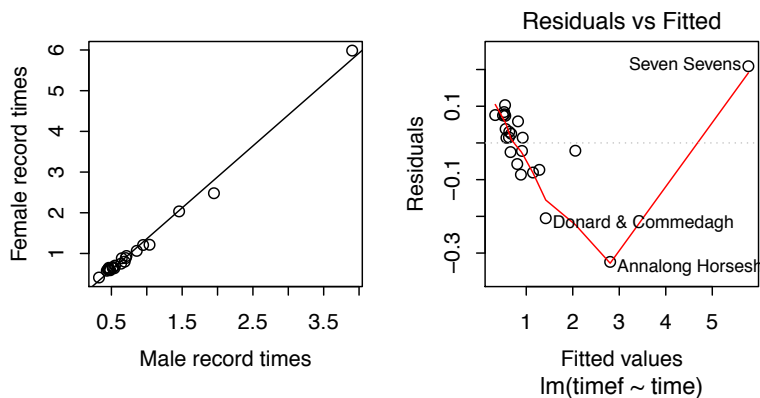 Female record times
6
5
4
3
2
1
0.5
1.5
2.5
3.5
Male record times
Residuals vs Fitted
Residuals
0.1
−0.1
−0.3
Seven Sevens
Donard & Commedagh
Annalong Horsesh
1
2
3
4
5
Fitted values
lm(timef ~ time)